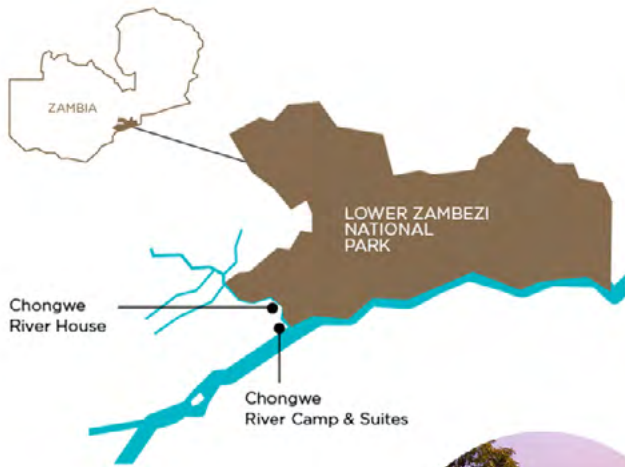 ZAMBIA
LOWER ZAMBEZI
NATIONAL
PARK
Chongwe
River House
Chongwe
River Camp & Suites